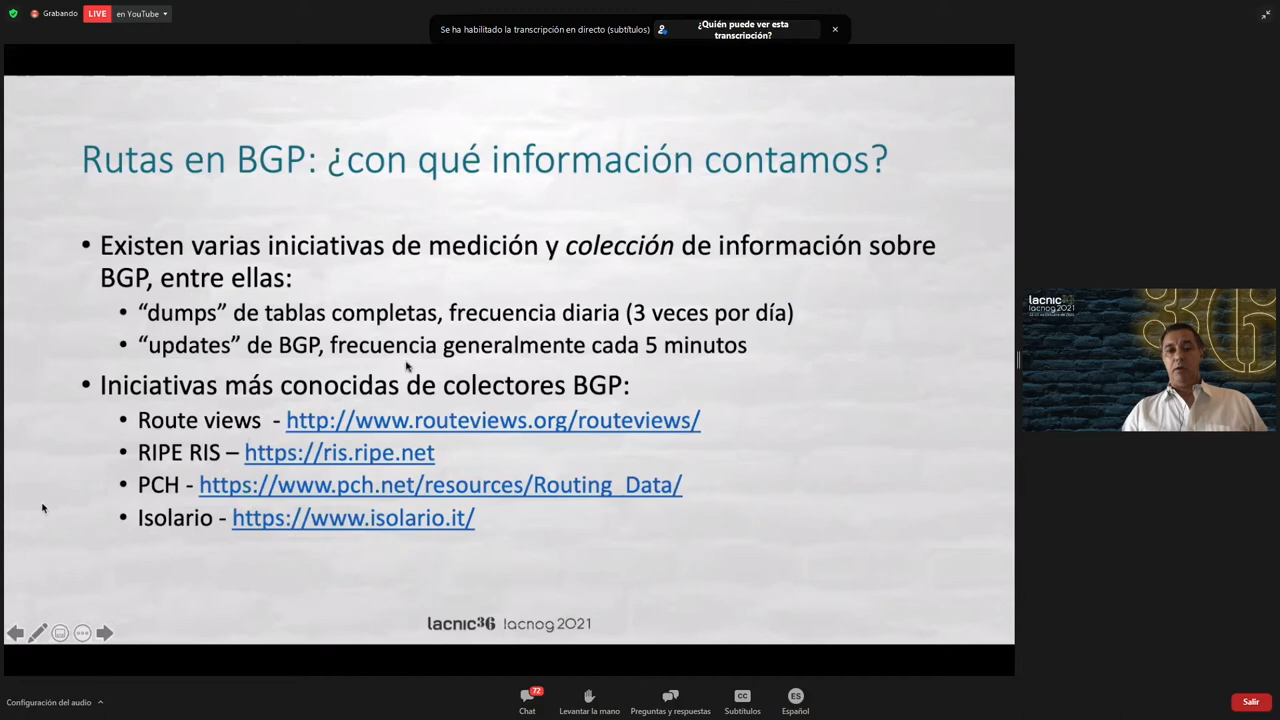 Grabando LIVE en YouTube
Se ha habilitado la transcripción en directo (subtítulos)
¿Quién puede ver esta
transcripción?
Rutas en BGP: ¿con qué información contamos?
• Existen varias iniciativas de medición y colección de información sobre
BGP, entre ellas:
• “dumps” de tablas completas, frecuencia diaria (3 veces por día)
• “updates” de BGP, frecuencia generalmente cada 5 minutos
• Iniciativas más conocidas de colectores BGP:
• Route views - http://www.routeviews.org/routeviews/
• RIPE RIS – https://ris.ripe.net
• PCH - https://www.pch.net/resources/Routing_Data/
• Isolario - https://www.isolario.it/
lacnic36 lacnog 2021
lacnic36
lacnog2021
Configuración del audio
72
Chat
Levantar la mano
Preguntas y respuestas
CC
Subtítulos
ES
Español
Salir